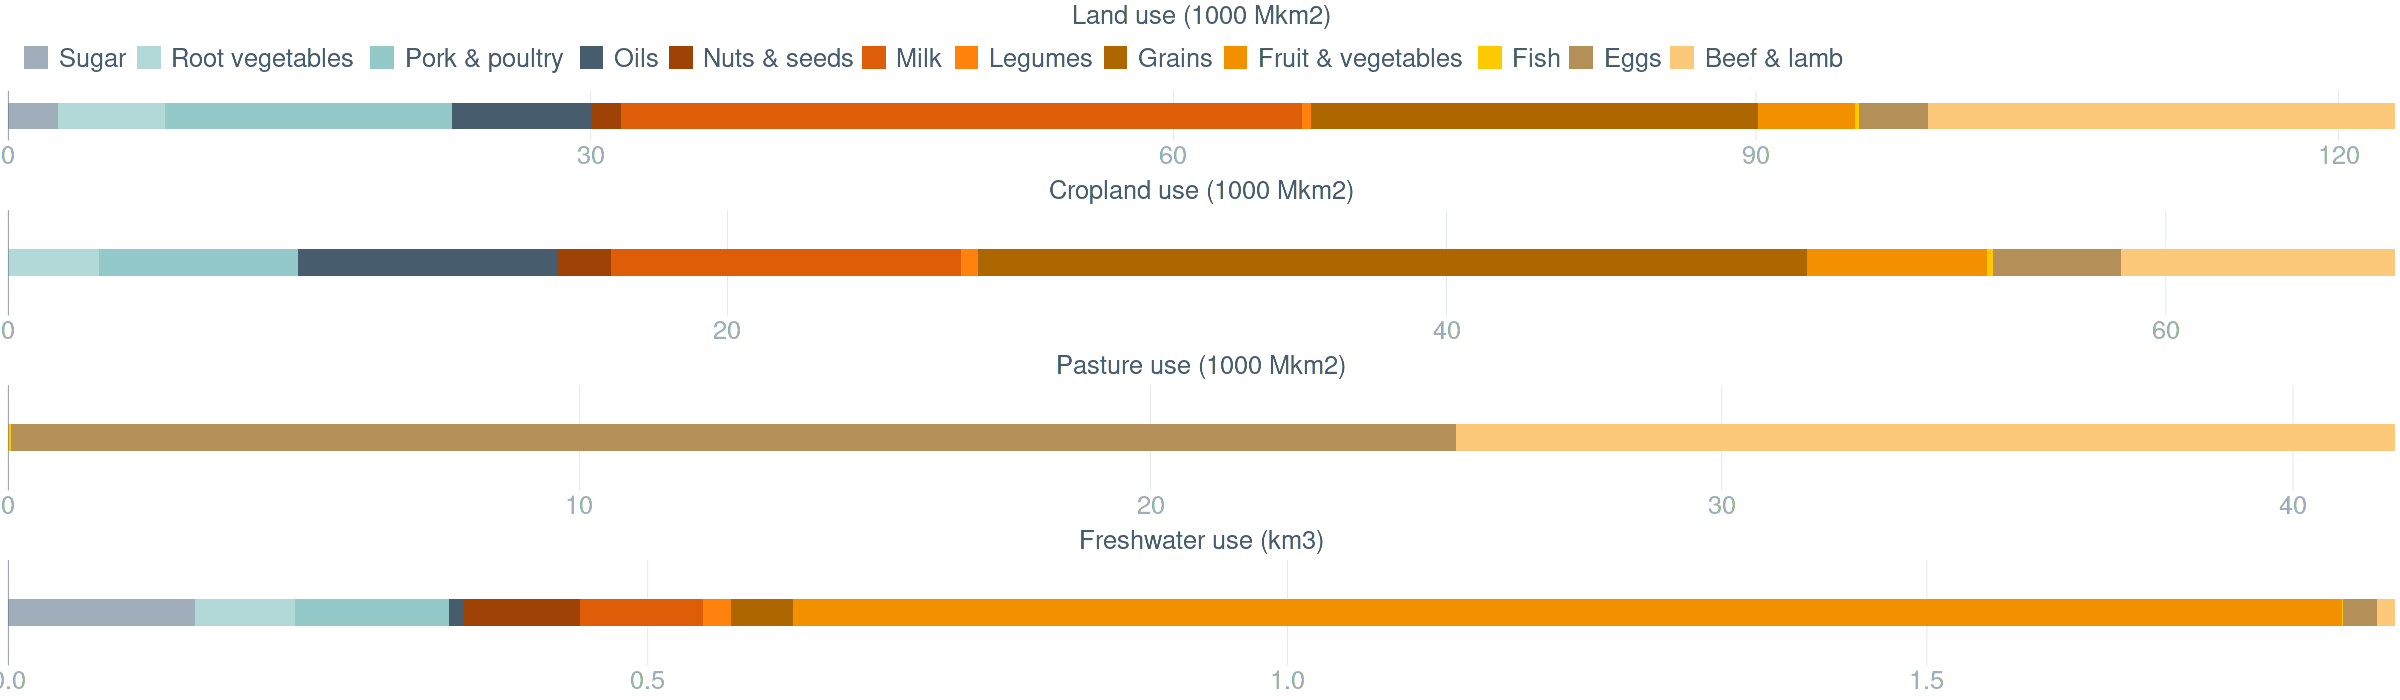 Land use (1000 Mkm2)
Sugar Root vegetables Pork & poultry Oils Nuts & seeds Milk Legumes Grains Fruit & vegetables Fish Eggs Beef & lamb
0 30 60 90 120
Cropland use (1000 Mkm2)
0 20 40 60
Pasture use (1000 Mkm2)
0 10 20 30 40
Freshwater use (km3)
0.0 0.5 1.0 1.5